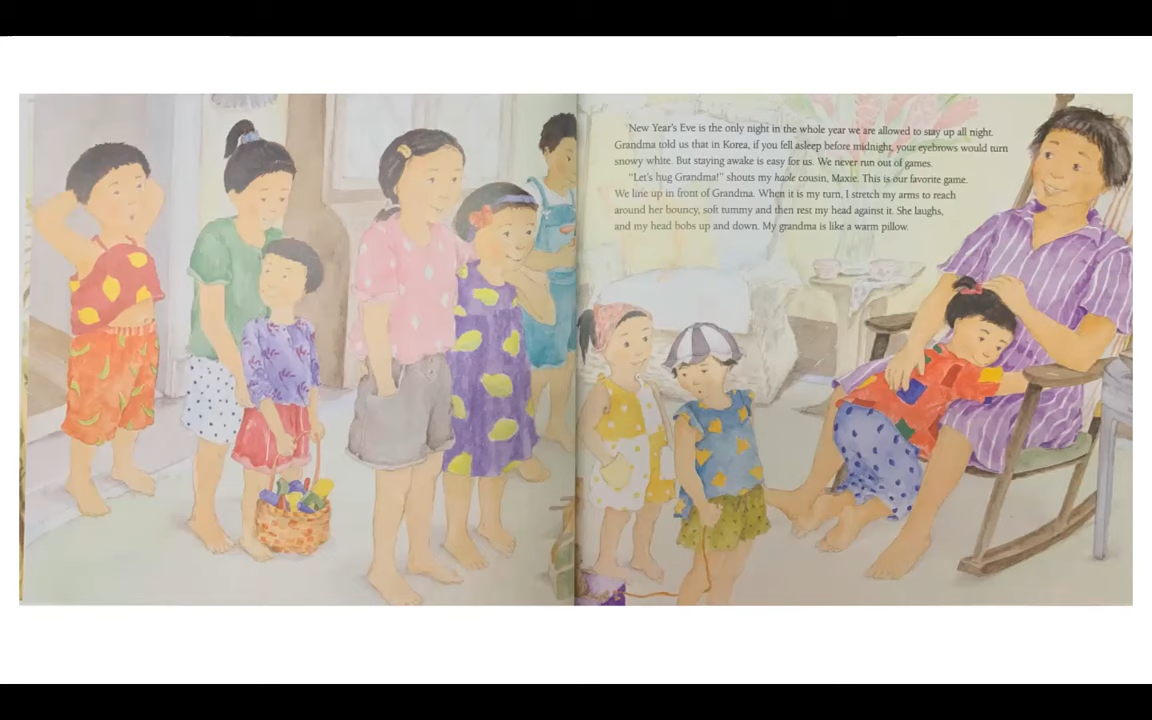 New Year's Eve is the only night in the whole year we are allowed to stay up all night.
Grandma told us that in Korea, if you fell asleep before midnight, your eyebrows would turn
snowy white. But staying awake is easy for us. We never run out of games.
"Let's hug Grandma!" shouts my haole cousin, Maxie. This is our favorite game.
We line up in front of Grandma. When it is my turn, I stretch my arms to reach
around her bouncy, soft tummy and then rest my head against it. She laughs,
and my head bobs up and down. My grandma is like a warm pillow.